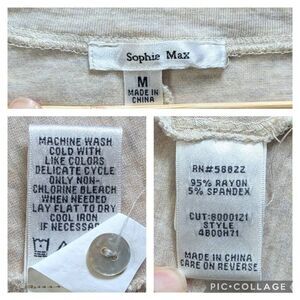 Sophie Max
M
MADE IN
CHINA
MACHINE WASH
COLD WITH
LIKE COLORS
DELICATE CYCLE
ONLY NON-
CHLORINE BLEACH
WHEN NEEDED
LAY FLAT TO DRY
COOL IRON
IF NECESSAR
RN#58822
95% RAYON
5% SPANDEX
CUT:8000121
STYLE
4800H71
MADE IN CHINA
CARE ON REVERSE
PIC•COLLAGE